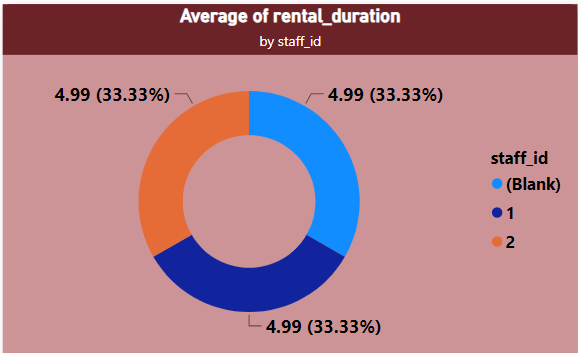 Average of rental_duration
by staff_id
4.99 (33.33%)
4.99 (33.33%)
staff_id
(Blank)
1
2
4.99 (33.33%)